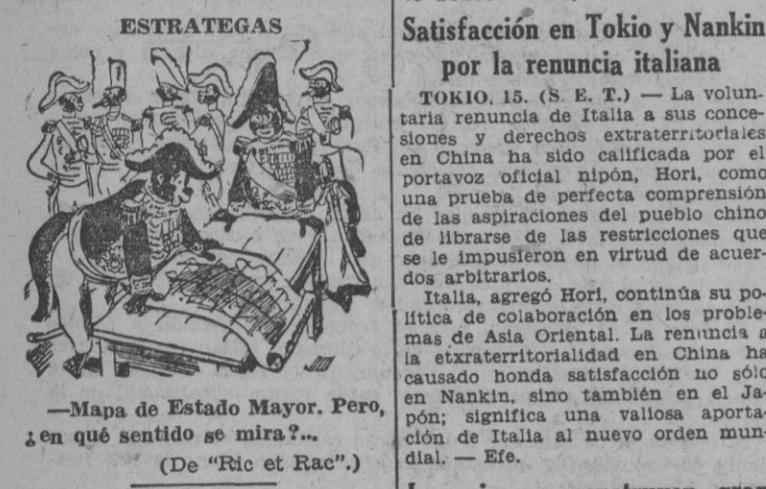 ESTRATEGAS
—Mapa de Estado Mayor. Pero,
¿en qué sentido se mira?...
(De "Ric et Rac".)
Satisfacción en Tokio y Nankin
por la renuncia italiana
TOKIO, 15. (S. E. T.) — La volun-
taria renuncia de Italia a sus conce-
siones y derechos extraterritoriales
en China ha sido calificada por el
portavoz oficial nipón, Hori, como
una prueba de perfecta comprensión
de las aspiraciones del pueblo chino
de librarse de las restricciones que
se le impusieron en virtud de acuer-
dos arbitrarios.
Italia, agregó Hori, continúa su po-
lítica de colaboración en los proble-
mas de Asia Oriental. La renuncia a
la etxraterritorialidad en China ha
causado honda satisfacción no sólo
en Nankin, sino también en el Ja-
pón; significa una valiosa aporta-
ción de Italia al nuevo orden mun-
dial. — Efe.